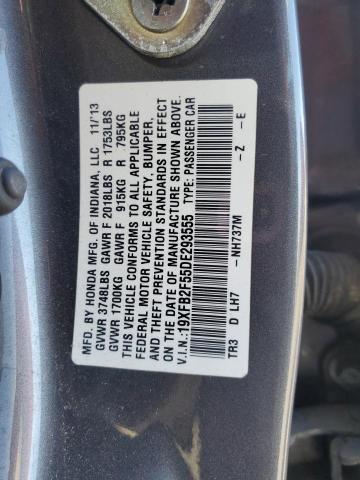 MFD. BY HONDA MFG. OF INDIANA, LLC 11/13
GVWR 3748LBS GAWR F 2018LBS R 1753LBS
GVWR 1700KG GAWR F 915KG R 795KG
THIS VEHICLE CONFORMS TO ALL APPLICABLE
FEDERAL MOTOR VEHICLE SAFETY, BUMPER,
AND THEFT PREVENTION STANDARDS IN EFFECT
ON THE DATE OF MANUFACTURE SHOWN ABOVE.
V.I.N.:19XFB2F55DE293555 TYPE: PASSENGER CAR
-NH737M -Z -E
TR3 D LH7